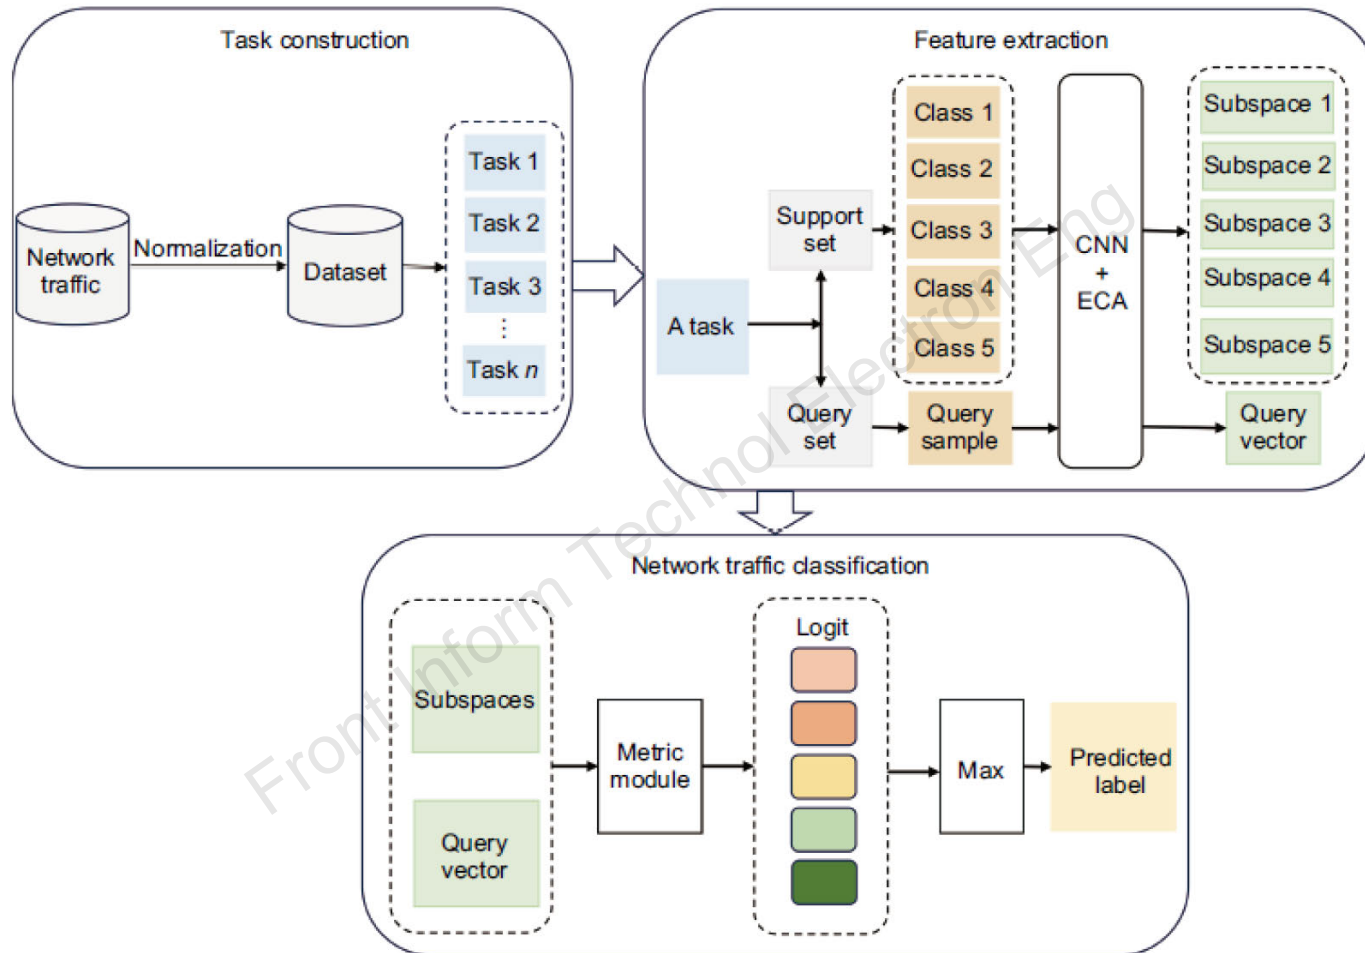 Task construction
Network
traffic
Normalization
Dataset
Task 1
Task 2
Task 3
⋮
Task n
Feature extraction
A task
Support
set
Query
set
Class 1
Class 2
Class 3
Class 4
Class 5
Query
sample
CNN
+
ECA
Subspace 1
Subspace 2
Subspace 3
Subspace 4
Subspace 5
Query
vector
Network traffic classification
Subspaces
Query
vector
Metric
module
Logit
Max
Predicted
label
Front Inform Technol Electron Eng